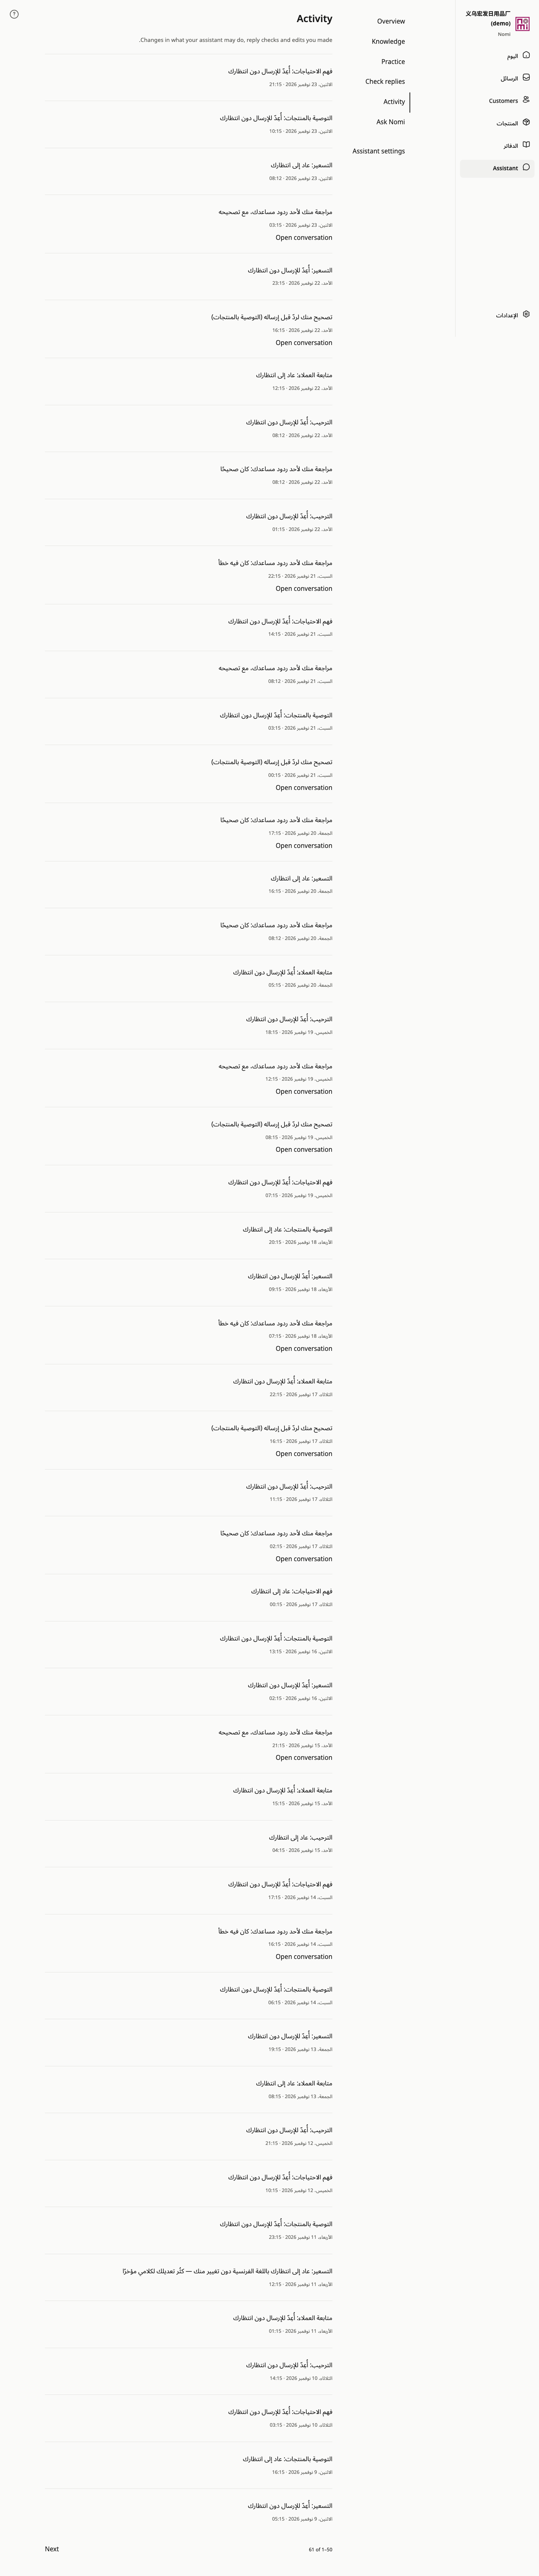 义乌宏发日用品厂
(demo)
Nomi
اليوم
الرسائل
Customers
المنتجات
الدفاتر
Assistant
الإعدادات
Overview
Knowledge
Practice
Check replies
Activity
Ask Nomi
Assistant settings
Activity
Changes in what your assistant may do, reply checks and edits you made.
فهم الاحتياجات: أُعِدّ للإرسال دون انتظارك
الاثنين، 23 نوفمبر 2026 · 21:15
التوصية بالمنتجات: أُعِدّ للإرسال دون انتظارك
الاثنين، 23 نوفمبر 2026 · 10:15
التسعير: عاد إلى انتظارك
الاثنين، 23 نوفمبر 2026 · 08:12
مراجعة منك لأحد ردود مساعدك، مع تصحيحه
الاثنين، 23 نوفمبر 2026 · 03:15
Open conversation
التسعير: أُعِدّ للإرسال دون انتظارك
الأحد، 22 نوفمبر 2026 · 23:15
تصحيح منك لردّ قبل إرساله (التوصية بالمنتجات)
الأحد، 22 نوفمبر 2026 · 16:15
Open conversation
متابعة العملاء: عاد إلى انتظارك
الأحد، 22 نوفمبر 2026 · 12:15
الترحيب: أُعِدّ للإرسال دون انتظارك
الأحد، 22 نوفمبر 2026 · 08:12
مراجعة منك لأحد ردود مساعدك: كان صحيحًا
الأحد، 22 نوفمبر 2026 · 08:12
الترحيب: أُعِدّ للإرسال دون انتظارك
الأحد، 22 نوفمبر 2026 · 01:15
مراجعة منك لأحد ردود مساعدك: كان فيه خطأ
السبت، 21 نوفمبر 2026 · 22:15
Open conversation
فهم الاحتياجات: أُعِدّ للإرسال دون انتظارك
السبت، 21 نوفمبر 2026 · 14:15
مراجعة منك لأحد ردود مساعدك، مع تصحيحه
السبت، 21 نوفمبر 2026 · 08:12
التوصية بالمنتجات: أُعِدّ للإرسال دون انتظارك
السبت، 21 نوفمبر 2026 · 03:15
تصحيح منك لردّ قبل إرساله (التوصية بالمنتجات)
السبت، 21 نوفمبر 2026 · 00:15
Open conversation
مراجعة منك لأحد ردود مساعدك: كان صحيحًا
الجمعة، 20 نوفمبر 2026 · 17:15
Open conversation
التسعير: عاد إلى انتظارك
الجمعة، 20 نوفمبر 2026 · 16:15
مراجعة منك لأحد ردود مساعدك: كان صحيحًا
الجمعة، 20 نوفمبر 2026 · 08:12
متابعة العملاء: أُعِدّ للإرسال دون انتظارك
الجمعة، 20 نوفمبر 2026 · 05:15
الترحيب: أُعِدّ للإرسال دون انتظارك
الخميس، 19 نوفمبر 2026 · 18:15
مراجعة منك لأحد ردود مساعدك، مع تصحيحه
الخميس، 19 نوفمبر 2026 · 12:15
Open conversation
تصحيح منك لردّ قبل إرساله (التوصية بالمنتجات)
الخميس، 19 نوفمبر 2026 · 08:15
Open conversation
فهم الاحتياجات: أُعِدّ للإرسال دون انتظارك
الخميس، 19 نوفمبر 2026 · 07:15
التوصية بالمنتجات: عاد إلى انتظارك
الأربعاء، 18 نوفمبر 2026 · 20:15
التسعير: أُعِدّ للإرسال دون انتظارك
الأربعاء، 18 نوفمبر 2026 · 09:15
مراجعة منك لأحد ردود مساعدك: كان فيه خطأ
الأربعاء، 18 نوفمبر 2026 · 07:15
Open conversation
متابعة العملاء: أُعِدّ للإرسال دون انتظارك
الثلاثاء، 17 نوفمبر 2026 · 22:15
تصحيح منك لردّ قبل إرساله (التوصية بالمنتجات)
الثلاثاء، 17 نوفمبر 2026 · 16:15
Open conversation
الترحيب: أُعِدّ للإرسال دون انتظارك
الثلاثاء، 17 نوفمبر 2026 · 11:15
مراجعة منك لأحد ردود مساعدك: كان صحيحًا
الثلاثاء، 17 نوفمبر 2026 · 02:15
Open conversation
فهم الاحتياجات: عاد إلى انتظارك
الثلاثاء، 17 نوفمبر 2026 · 00:15
التوصية بالمنتجات: أُعِدّ للإرسال دون انتظارك
الاثنين، 16 نوفمبر 2026 · 13:15
التسعير: أُعِدّ للإرسال دون انتظارك
الاثنين، 16 نوفمبر 2026 · 02:15
مراجعة منك لأحد ردود مساعدك، مع تصحيحه
الأحد، 15 نوفمبر 2026 · 21:15
Open conversation
متابعة العملاء: أُعِدّ للإرسال دون انتظارك
الأحد، 15 نوفمبر 2026 · 15:15
الترحيب: عاد إلى انتظارك
الأحد، 15 نوفمبر 2026 · 04:15
فهم الاحتياجات: أُعِدّ للإرسال دون انتظارك
السبت، 14 نوفمبر 2026 · 17:15
مراجعة منك لأحد ردود مساعدك: كان فيه خطأ
السبت، 14 نوفمبر 2026 · 16:15
Open conversation
التوصية بالمنتجات: أُعِدّ للإرسال دون انتظارك
السبت، 14 نوفمبر 2026 · 06:15
التسعير: أُعِدّ للإرسال دون انتظارك
الجمعة، 13 نوفمبر 2026 · 19:15
متابعة العملاء: عاد إلى انتظارك
الجمعة، 13 نوفمبر 2026 · 08:15
الترحيب: أُعِدّ للإرسال دون انتظارك
الخميس، 12 نوفمبر 2026 · 21:15
فهم الاحتياجات: أُعِدّ للإرسال دون انتظارك
الخميس، 12 نوفمبر 2026 · 10:15
التوصية بالمنتجات: أُعِدّ للإرسال دون انتظارك
الأربعاء، 11 نوفمبر 2026 · 23:15
التسعير: عاد إلى انتظارك باللغة الفرنسية دون تغيير منك — كثُر تعديلك لكلامي مؤخرًا
الأربعاء، 11 نوفمبر 2026 · 12:15
متابعة العملاء: أُعِدّ للإرسال دون انتظارك
الأربعاء، 11 نوفمبر 2026 · 01:15
الترحيب: أُعِدّ للإرسال دون انتظارك
الثلاثاء، 10 نوفمبر 2026 · 14:15
فهم الاحتياجات: أُعِدّ للإرسال دون انتظارك
الثلاثاء، 10 نوفمبر 2026 · 03:15
التوصية بالمنتجات: عاد إلى انتظارك
الاثنين، 9 نوفمبر 2026 · 16:15
التسعير: أُعِدّ للإرسال دون انتظارك
الاثنين، 9 نوفمبر 2026 · 05:15
61 of 1–50
Next